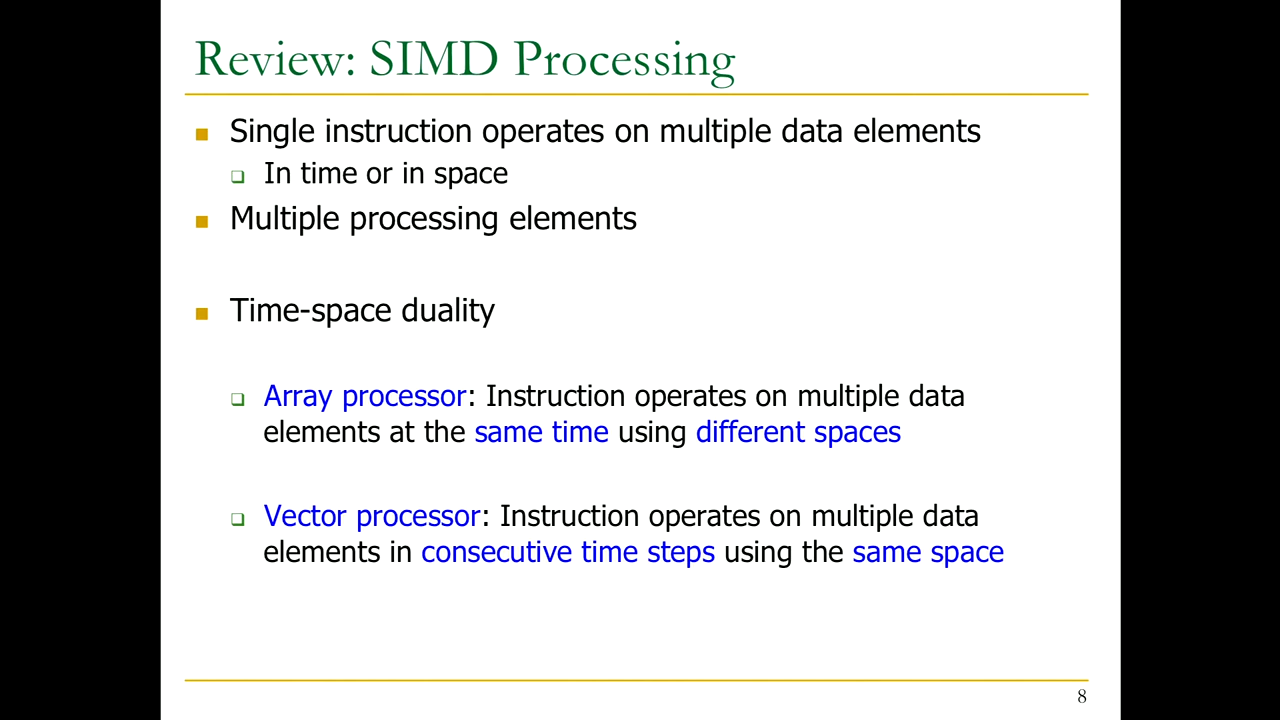 Review: SIMD Processing
Single instruction operates on multiple data elements
In time or in space
Multiple processing elements
Time-space duality
Array processor: Instruction operates on multiple data
elements at the same time using different spaces
Vector processor: Instruction operates on multiple data
elements in consecutive time steps using the same space
8